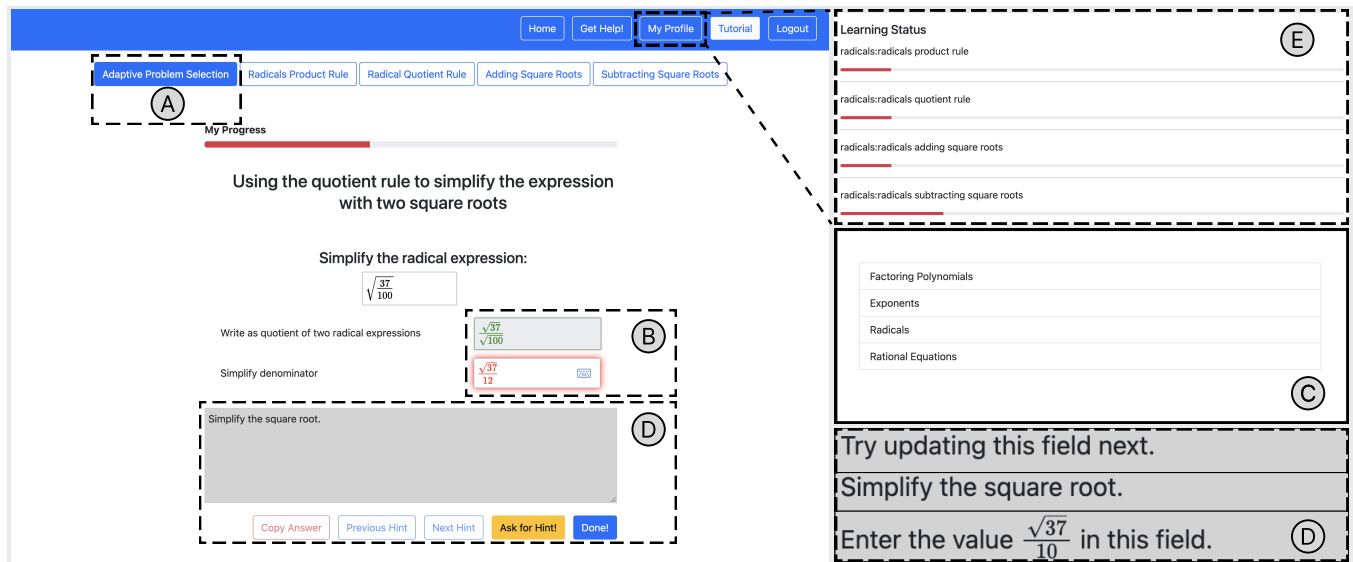 Home Get Help! My Profile Tutorial Logout
Adaptive Problem Selection Radicals Product Rule Radical Quotient Rule Adding Square Roots Subtracting Square Roots
A
My Progress
Using the quotient rule to simplify the expression
with two square roots
Simplify the radical expression:
√(37/100)
Write as quotient of two radical expressions √37/√100
B
Simplify denominator √37/12
Simplify the square root.
D
Copy Answer Previous Hint Next Hint Ask for Hint! Done!
Learning Status
E
radicals:radicals product rule
radicals:radicals quotient rule
radicals:radicals adding square roots
radicals:radicals subtracting square roots
Factoring Polynomials
Exponents
Radicals
Rational Equations
C
Try updating this field next.
Simplify the square root.
Enter the value √37/10 in this field.
D